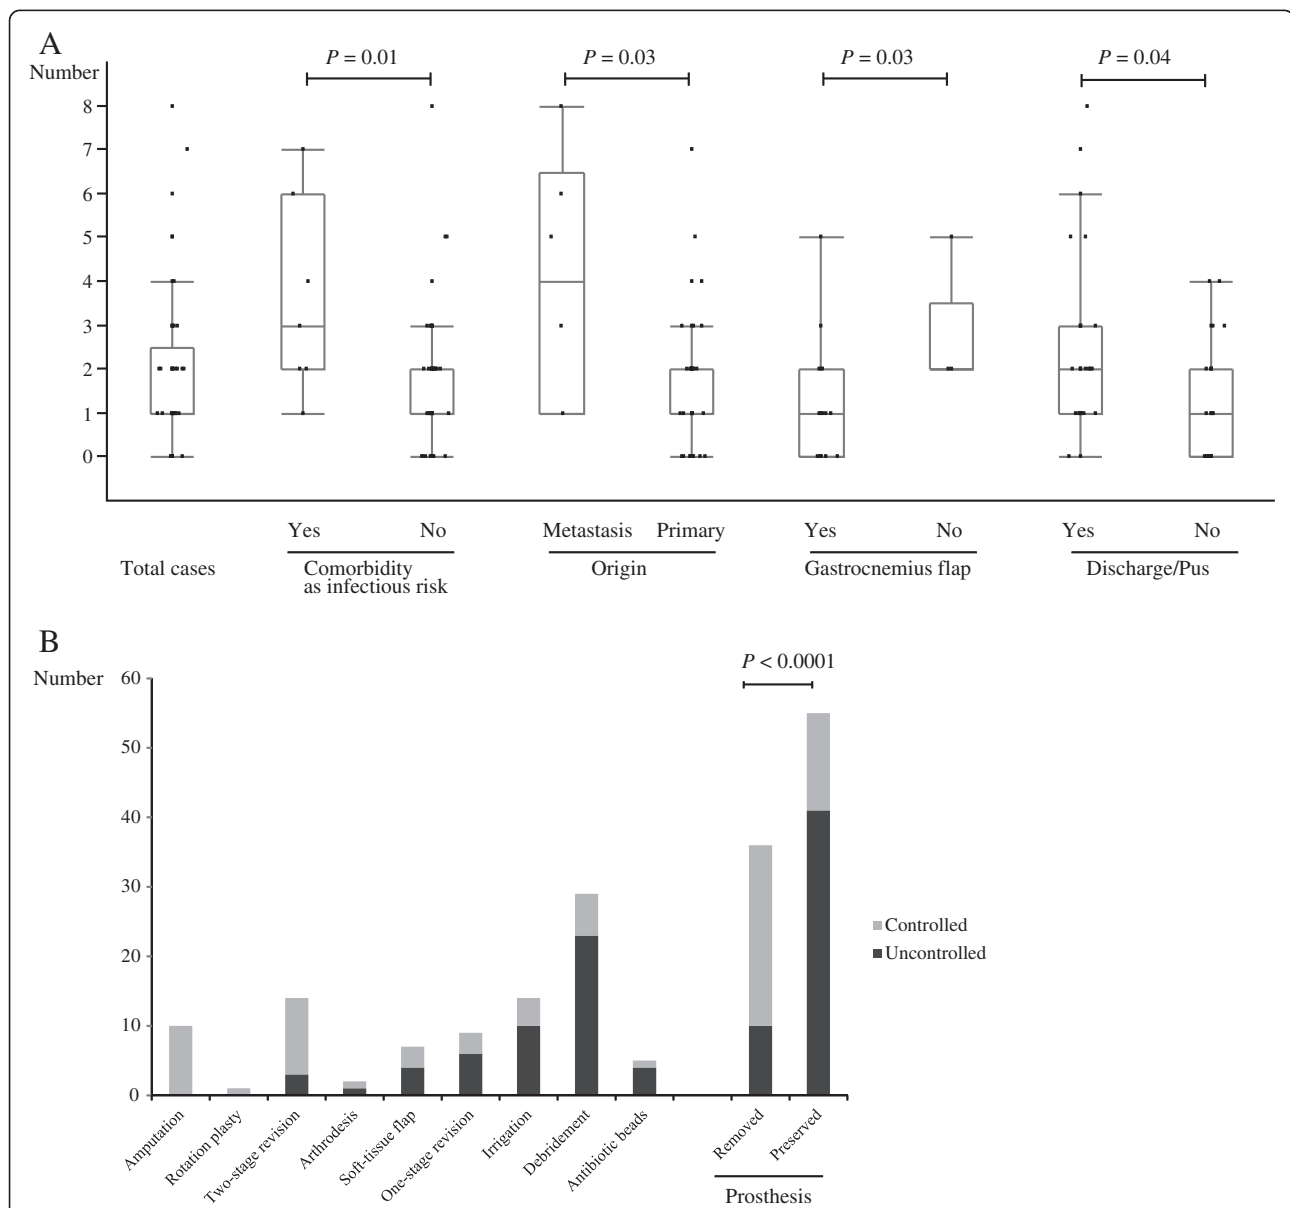 A
Number
P = 0.01
P = 0.03
P = 0.03
P = 0.04
8
7
6
5
4
3
2
1
0
Yes
No
Metastasis
Primary
Yes
No
Yes
No
Total cases
Comorbidity
as infectious risk
Origin
Gastrocnemius flap
Discharge/Pus
B
Number
P < 0.0001
60
50
40
30
20
10
0
Controlled
Uncontrolled
Amputation
Rotation plasty
Two-stage revision
Arthrodesis
Soft-tissue flap
One-stage revision
Irrigation
Debridement
Antibiotic beads
Removed
Preserved
Prosthesis